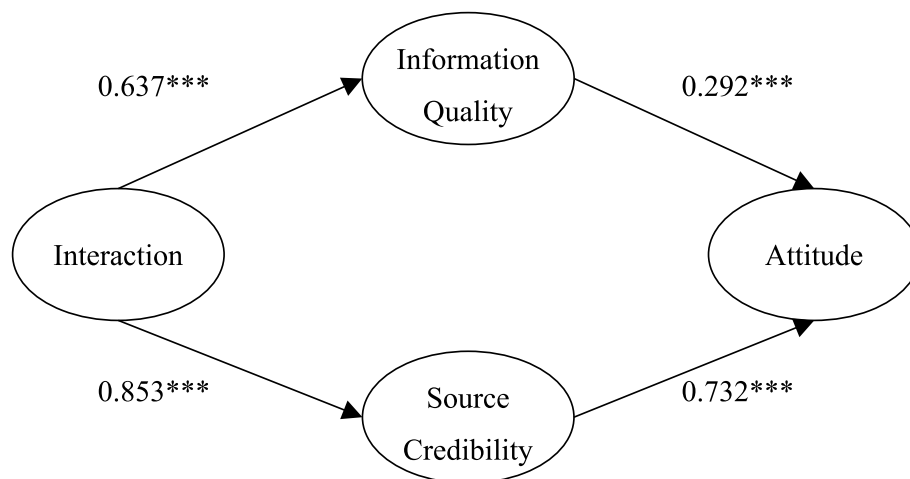 Information
Quality
0.637***
0.292***
Interaction
Attitude
0.853***
0.732***
Source
Credibility